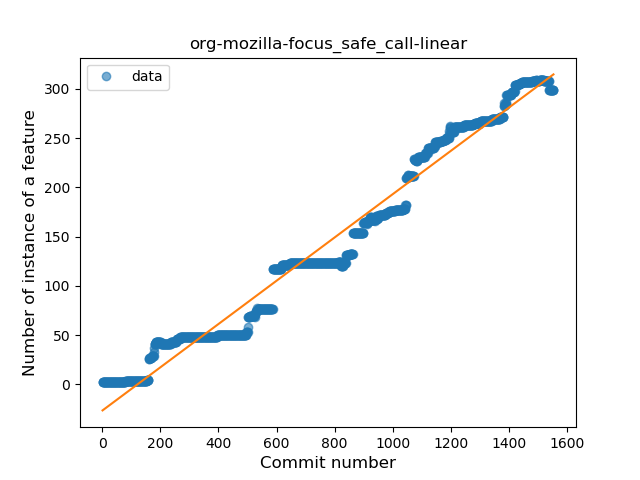 org-mozilla-focus_safe_call-linear
data
Number of instance of a feature
300
250
200
150
100
50
0
0 200 400 600 800 1000 1200 1400 1600
Commit number